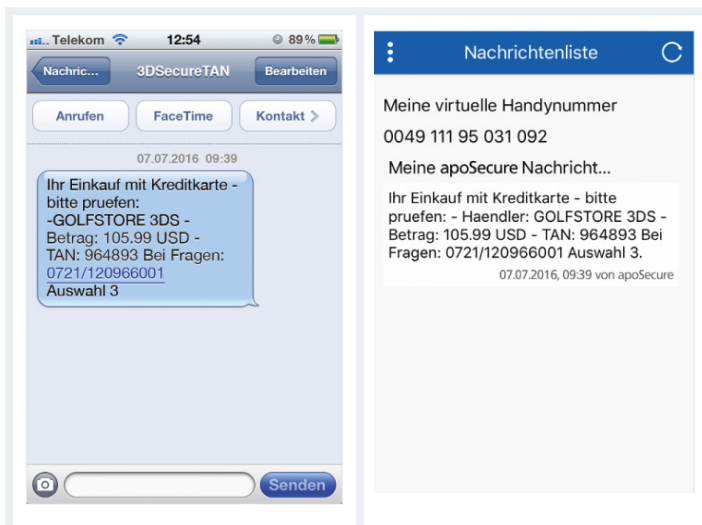 Telekom 12:54 89%
Nachric... 3DSecureTAN Bearbeiten
Anrufen FaceTime Kontakt
07.07.2016 09:39
Ihr Einkauf mit Kreditkarte -
bitte pruefen:
-GOLFSTORE 3DS -
Betrag: 105.99 USD -
TAN: 964893 Bei Fragen:
0721/120966001
Auswahl 3
Senden
Nachrichtenliste
Meine virtuelle Handynummer
0049 111 95 031 092
Meine apoSecure Nachricht...
Ihr Einkauf mit Kreditkarte - bitte
pruefen: - Haendler: GOLFSTORE 3DS -
Betrag: 105.99 USD - TAN: 964893 Bei
Fragen: 0721/120966001 Auswahl 3.
07.07.2016, 09:39 von apoSecure